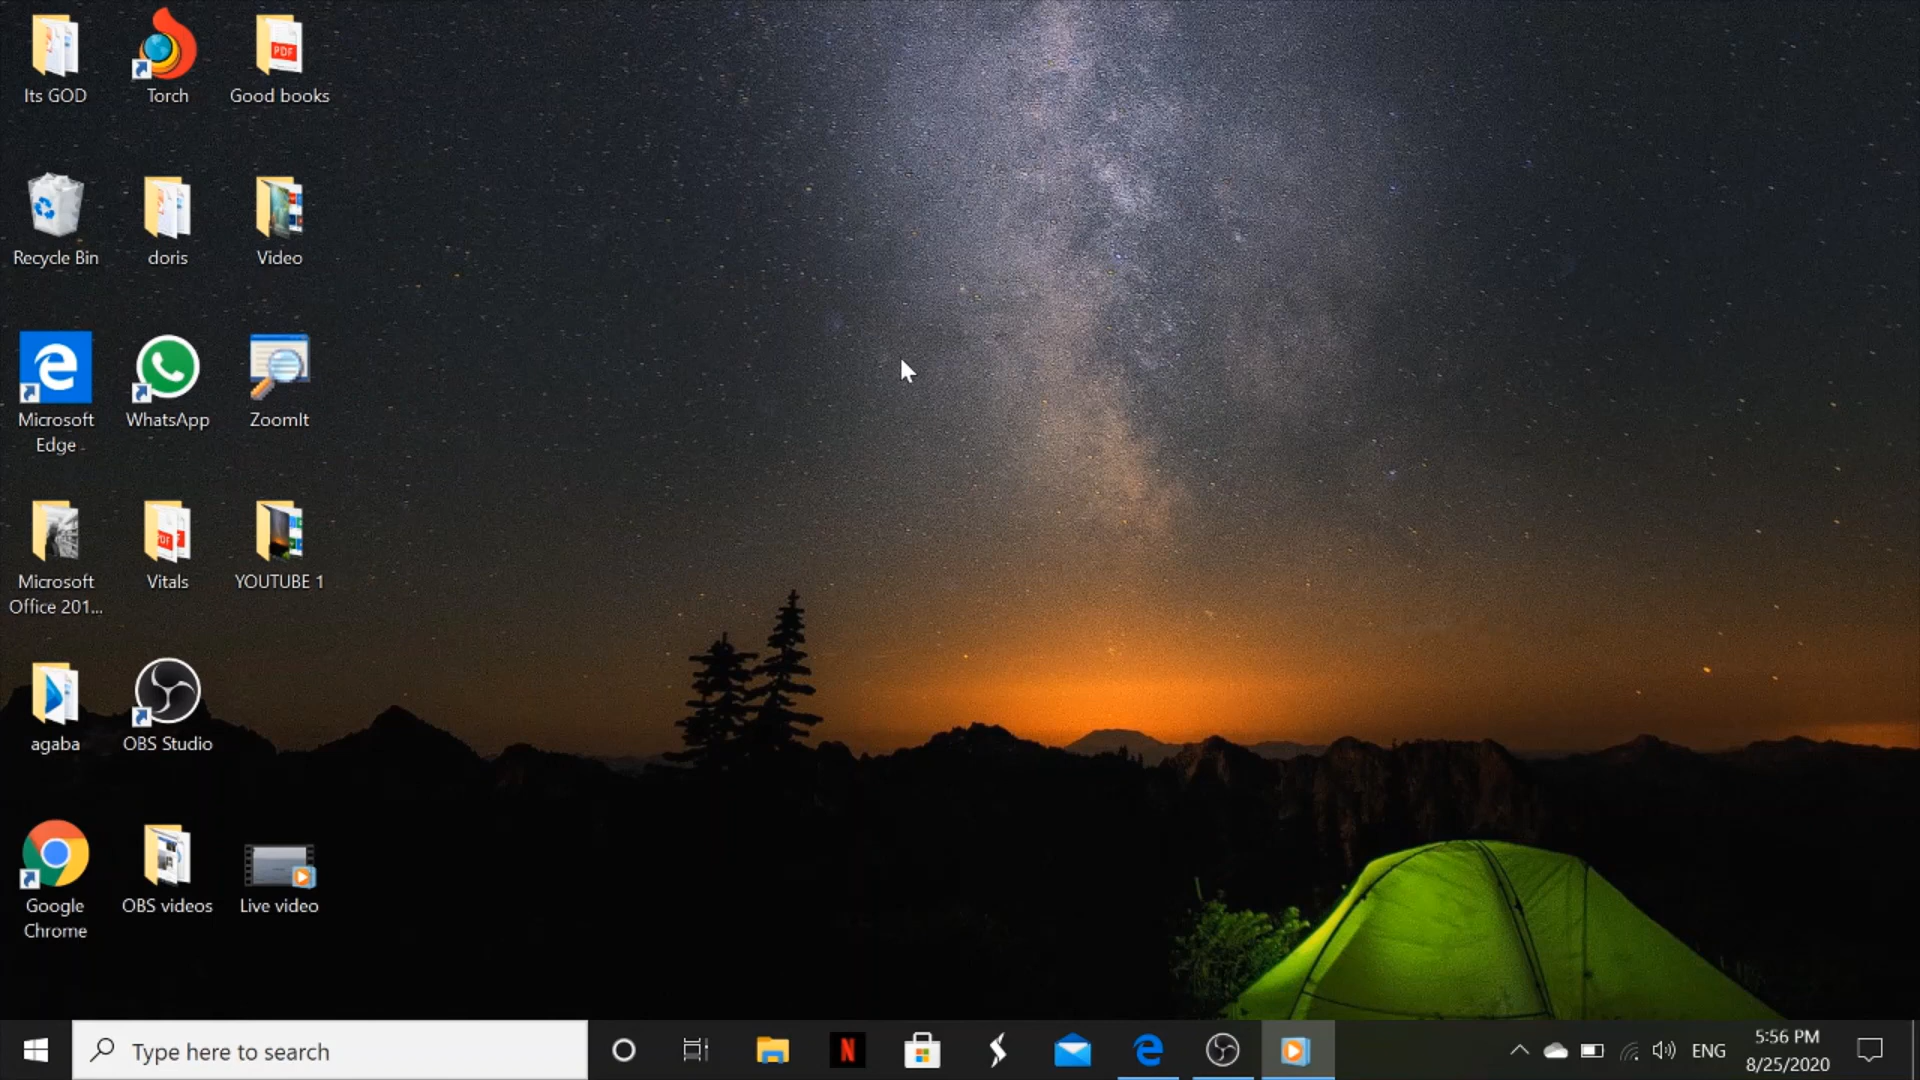 Its GOD
Torch
Good books
Recycle Bin
doris
Video
Microsoft
Edge
WhatsApp
ZoomIt
Microsoft
Office 201...
Vitals
YOUTUBE 1
agaba
OBS Studio
Google
Chrome
OBS videos
Live video
Type here to search
ENG
5:56 PM
8/25/2020